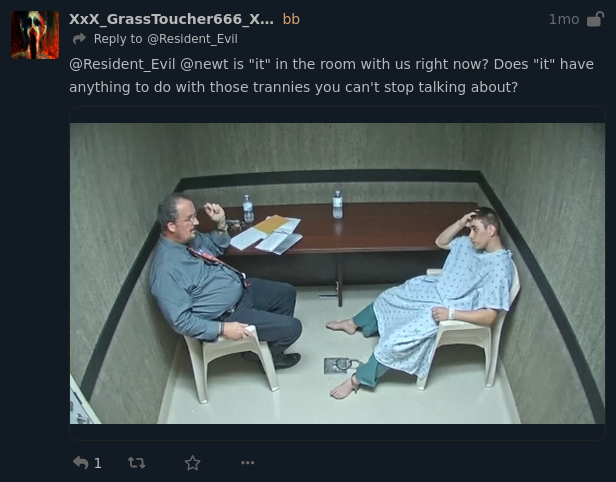 XxX_GrassToucher666_X... bb
1mo
Reply to @Resident_Evil
@Resident_Evil @newt is "it" in the room with us right now? Does "it" have
anything to do with those trannies you can't stop talking about?
1